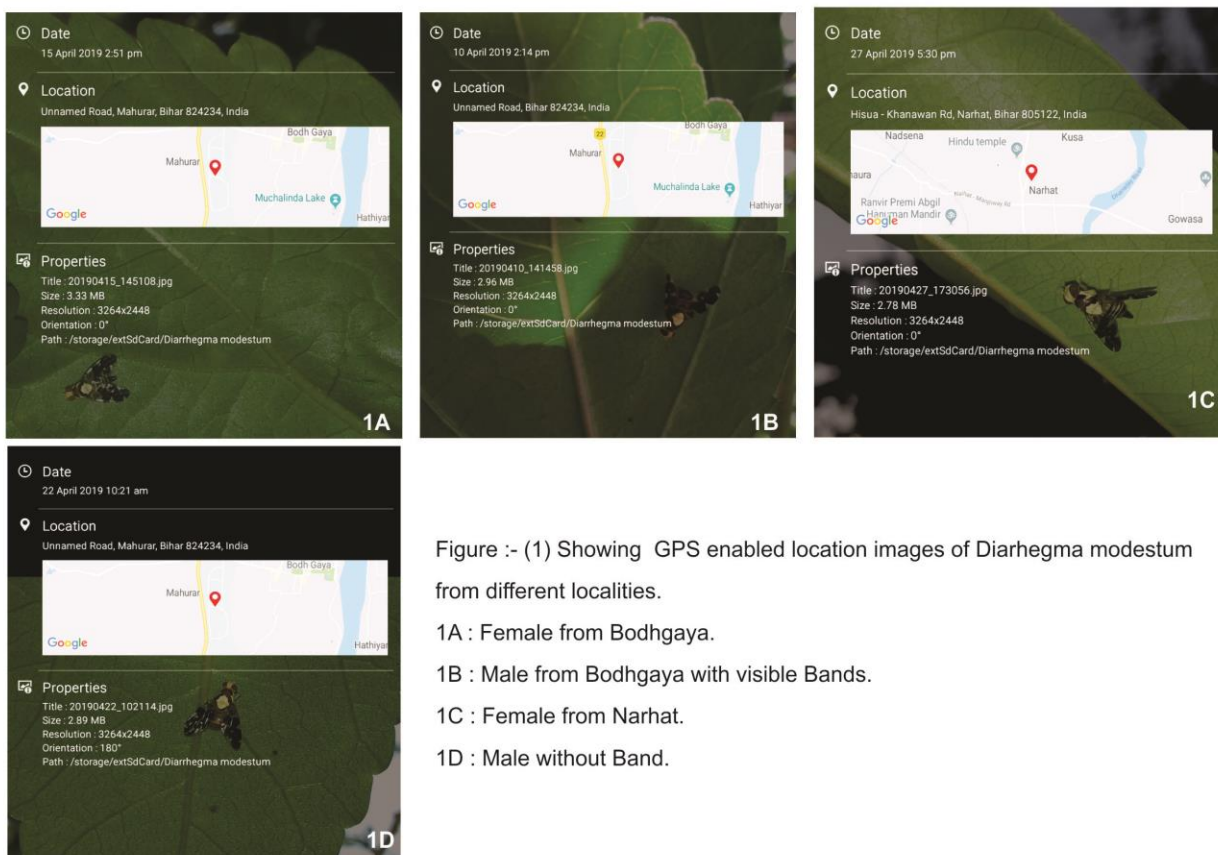 Date
15 April 2019 2:51 pm
Location
Unnamed Road, Mahurar, Bihar 824234, India
Bodh Gaya
Mahurar
Muchalinda Lake
Google
Hathiyar
Properties
Title : 20190415_145108.jpg
Size : 3.33 MB
Resolution : 3264x2448
Orientation : 0°
Path : /storage/extSdCard/Diarrhegma modestum
1A
Date
10 April 2019 2:14 pm
Location
Unnamed Road, Bihar 824234, India
22
Bodh Gaya
Mahurar
Muchalinda Lake
Google
Hathiyar
Properties
Title : 20190410_141458.jpg
Size : 2.96 MB
Resolution : 3264x2448
Orientation : 0°
Path : /storage/extSdCard/Diarrhegma modestum
1B
Date
27 April 2019 5:30 pm
Location
Hisua - Khanawan Rd, Narhat, Bihar 805122, India
Nadsena
Hindu temple
Kusa
aura
Narhat
Ranvir Premi Abgil
Hanuman Mandir
Google
Gowasa
Properties
Title : 20190427_173056.jpg
Size : 2.78 MB
Resolution : 3264x2448
Orientation : 0°
Path : /storage/extSdCard/Diarrhegma modestum
1C
Date
22 April 2019 10:21 am
Location
Unnamed Road, Mahurar, Bihar 824234, India
Bodh Gaya
Mahurar
Google
Hathiyar
Properties
Title : 20190422_102114.jpg
Size : 2.89 MB
Resolution : 3264x2448
Orientation : 180°
Path : /storage/extSdCard/Diarrhegma modestum
1D
Figure :- (1) Showing GPS enabled location images of Diarhegma modestum
from different localities.
1A : Female from Bodhgaya.
1B : Male from Bodhgaya with visible Bands.
1C : Female from Narhat.
1D : Male without Band.